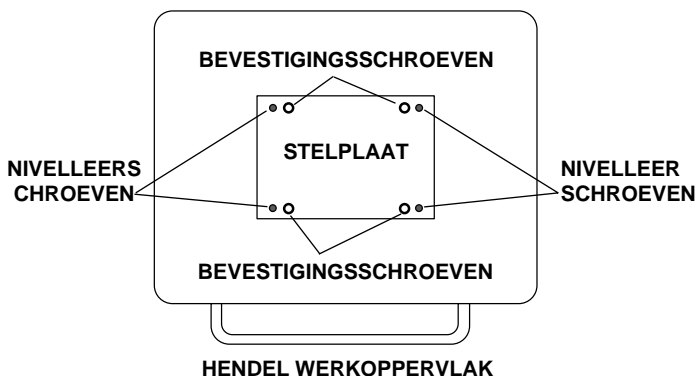 BEVESTIGINGSSCHROEVEN
STELPLAAT
NIVELLEERS
CHROEVEN
NIVELLEER
SCHROEVEN
BEVESTIGINGSSCHROEVEN
HENDEL WERKOPPERVLAK